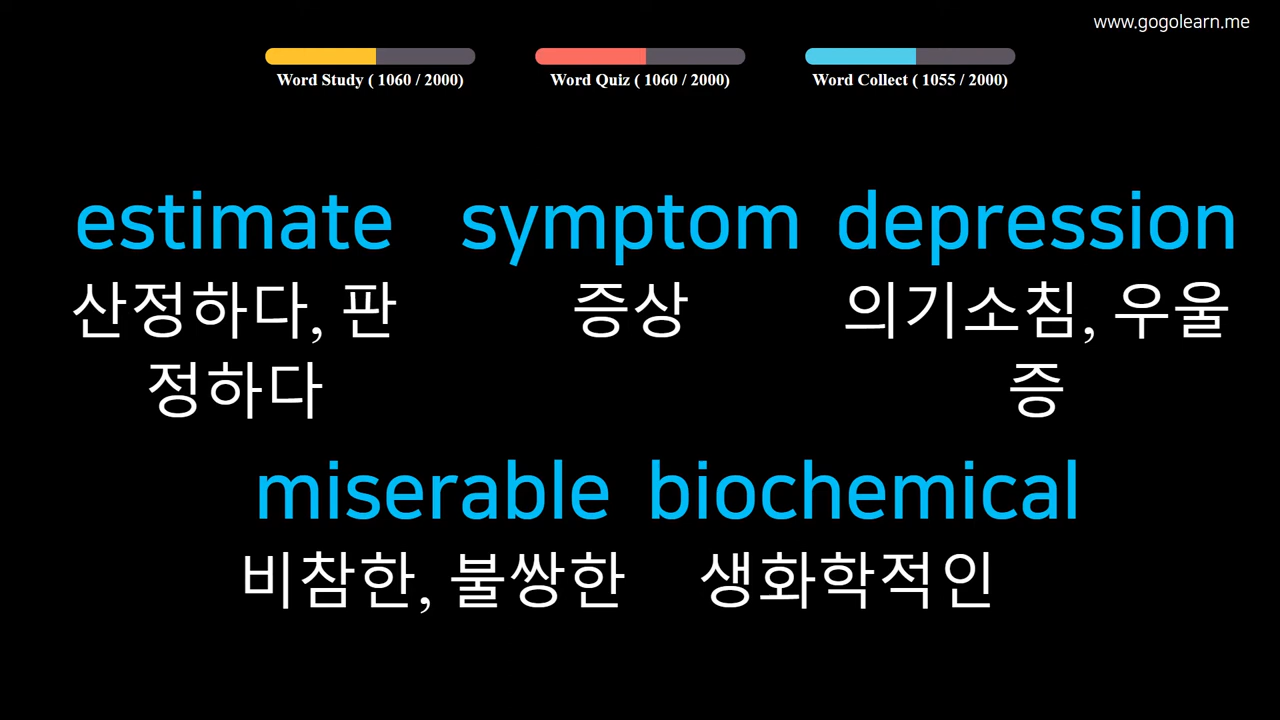 www.gogolearn.me
Word Study ( 1060 / 2000) Word Quiz ( 1060 / 2000) Word Collect ( 1055 / 2000)
estimate symptom depression
산정하다, 판 증상 의기소침, 우울
정하다 증
miserable biochemical
비참한, 불쌍한 생화학적인